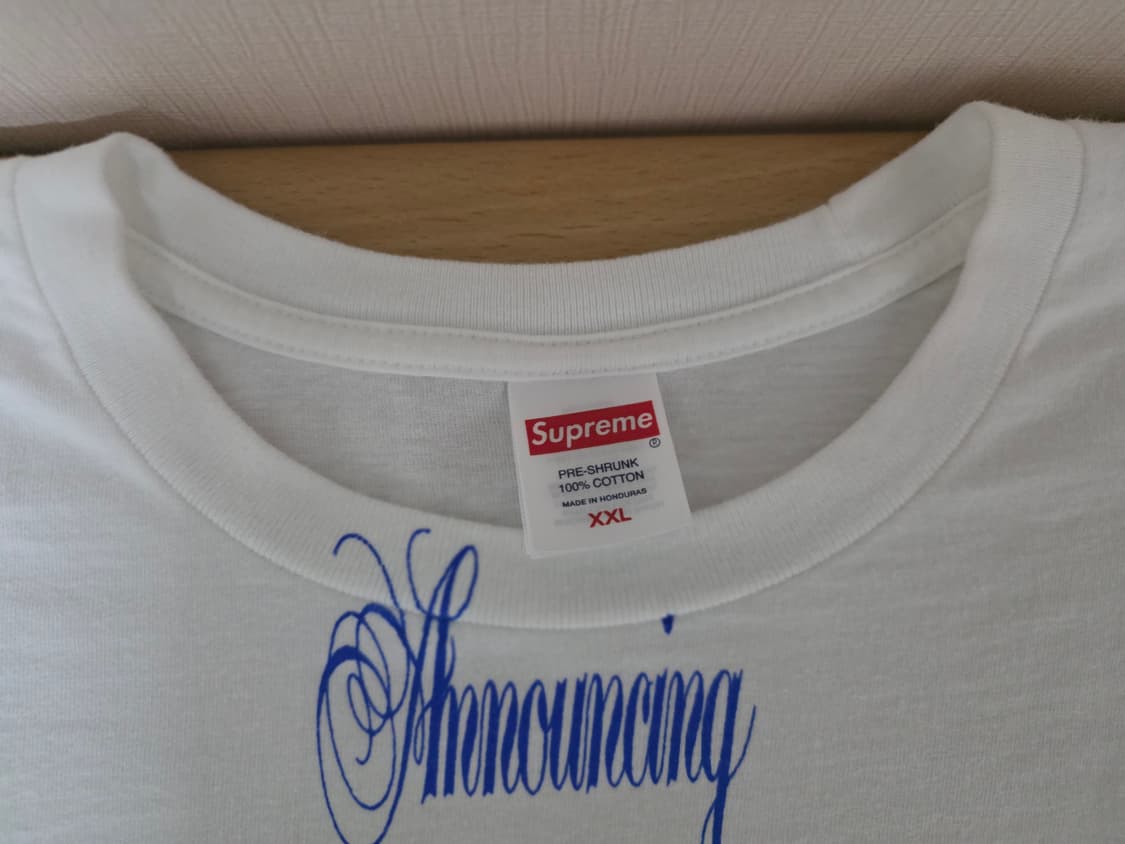 Supreme
®
PRE-SHRUNK
100% COTTON
MADE IN HONDURAS
XXL
Announcing